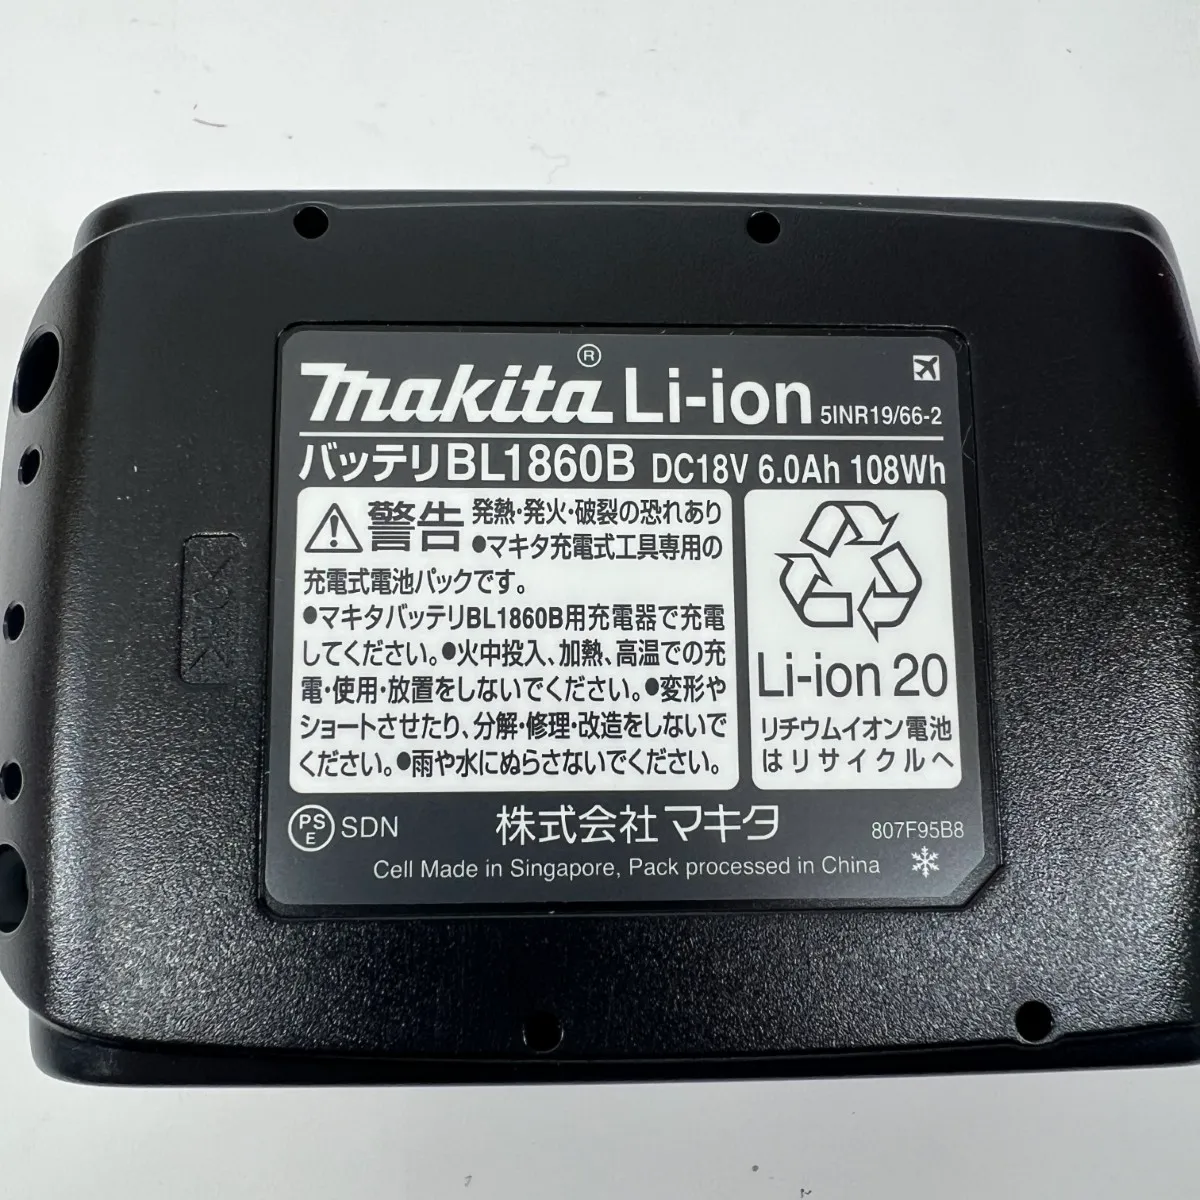 makita® Li-ion 5INR19/66-2
バッテリBL1860B DC18V 6.0Ah 108Wh
警告 発熱・発火・破裂の恐れあり
●マキタ充電式工具専用の
充電式電池パックです。
●マキタバッテリBL1860B用充電器で充電
してください。●火中投入、加熱、高温での充
電・使用・放置をしないでください。●変形や
ショートさせたり、分解・修理・改造をしないで
ください。●雨や水にぬらさないでください。
Li-ion 20
リチウムイオン電池
はリサイクルへ
PSE SDN 株式会社マキタ 807F95B8
Cell Made in Singapore, Pack processed in China